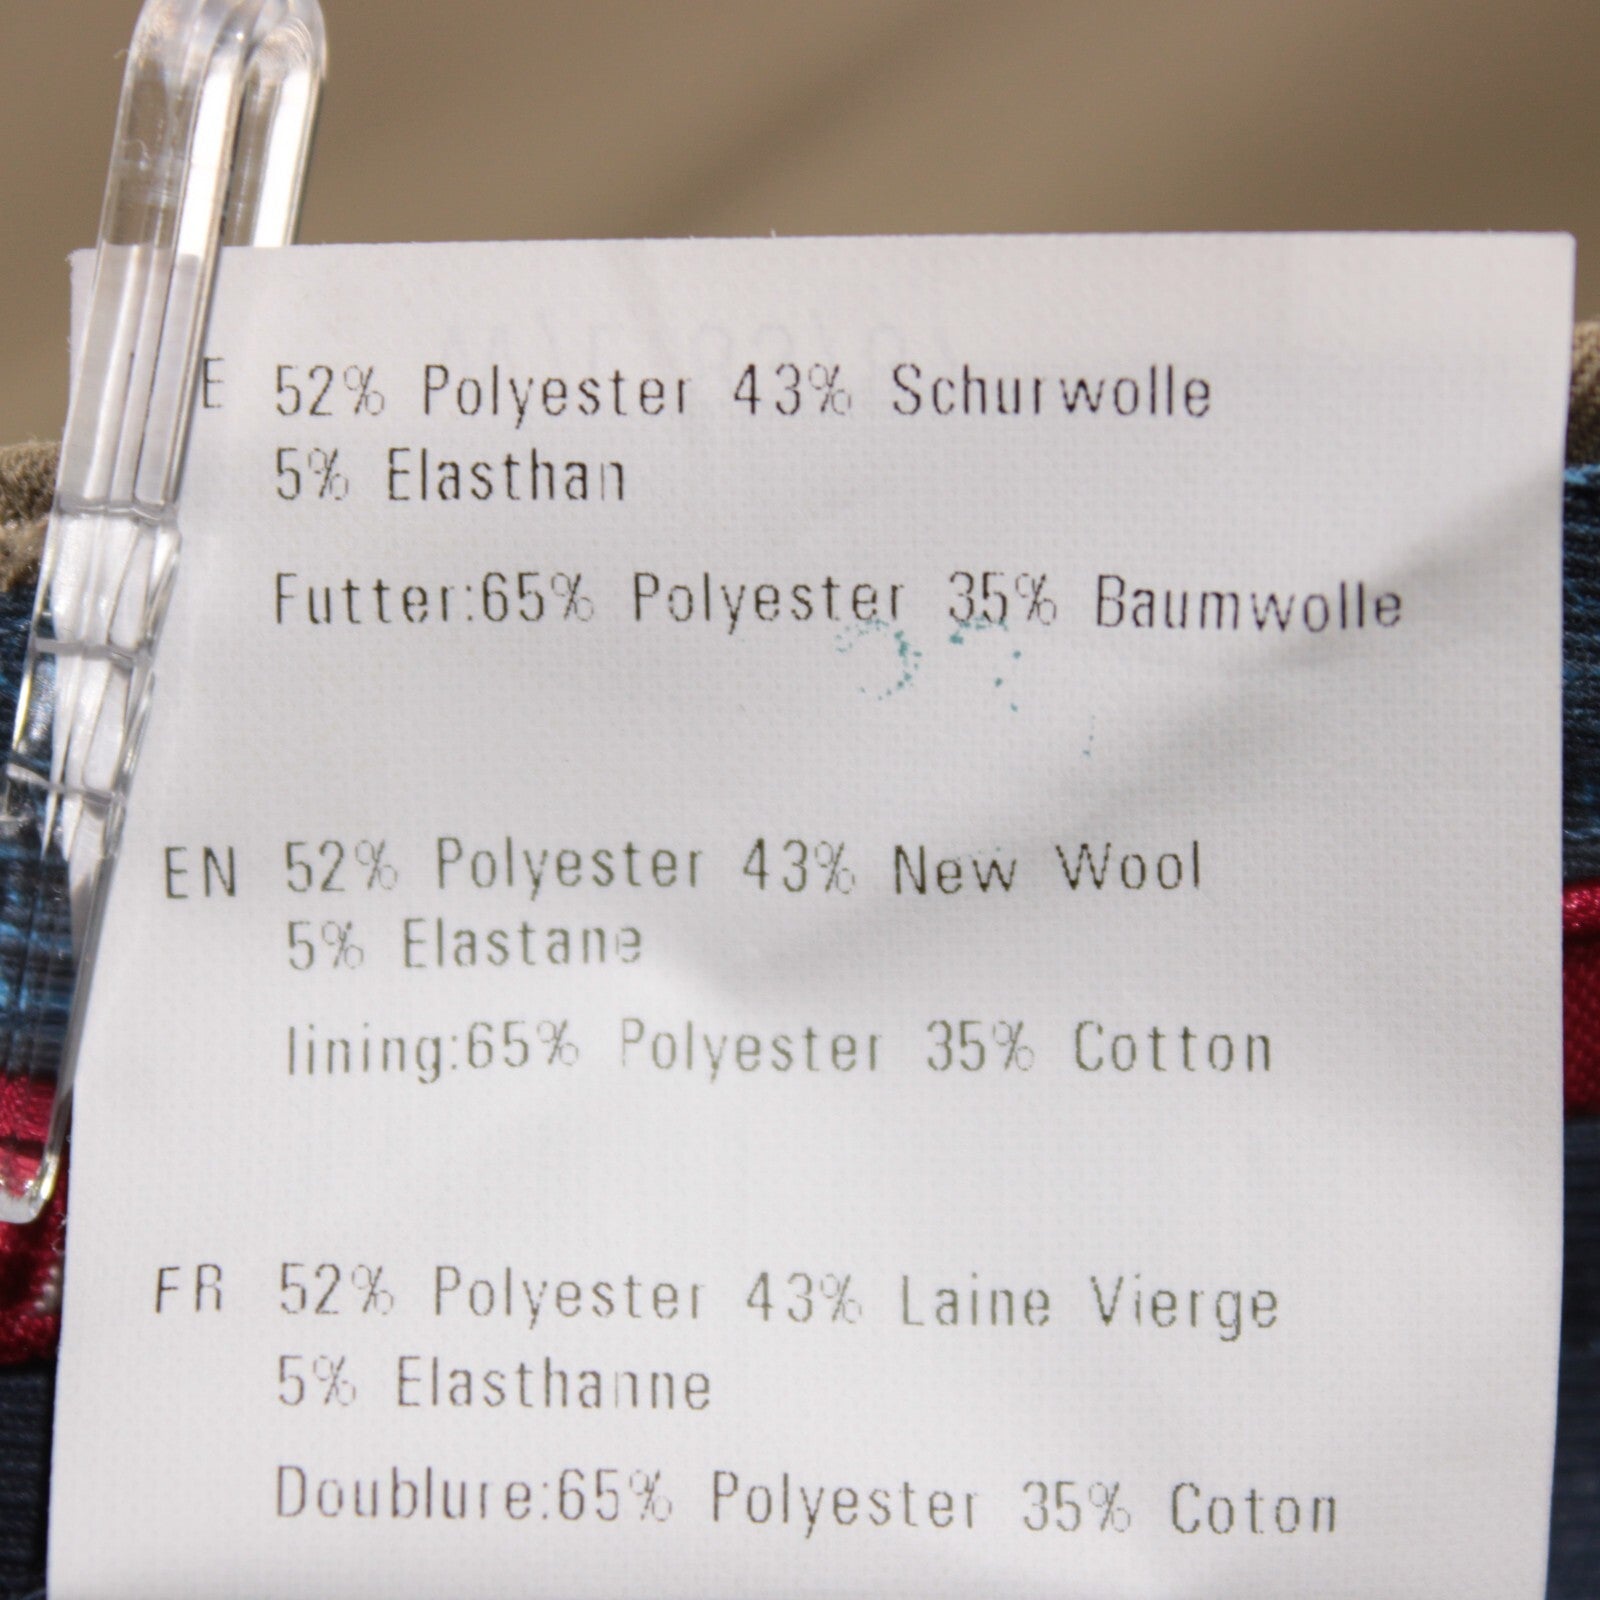 E 52% Polyester 43% Schurwolle
5% Elasthan
Futter:65% Polyester 35% Baumwolle
EN 52% Polyester 43% New Wool
5% Elastane
lining:65% Polyester 35% Cotton
FR 52% Polyester 43% Laine Vierge
5% Elasthanne
Doublure:65% Polyester 35% Coton